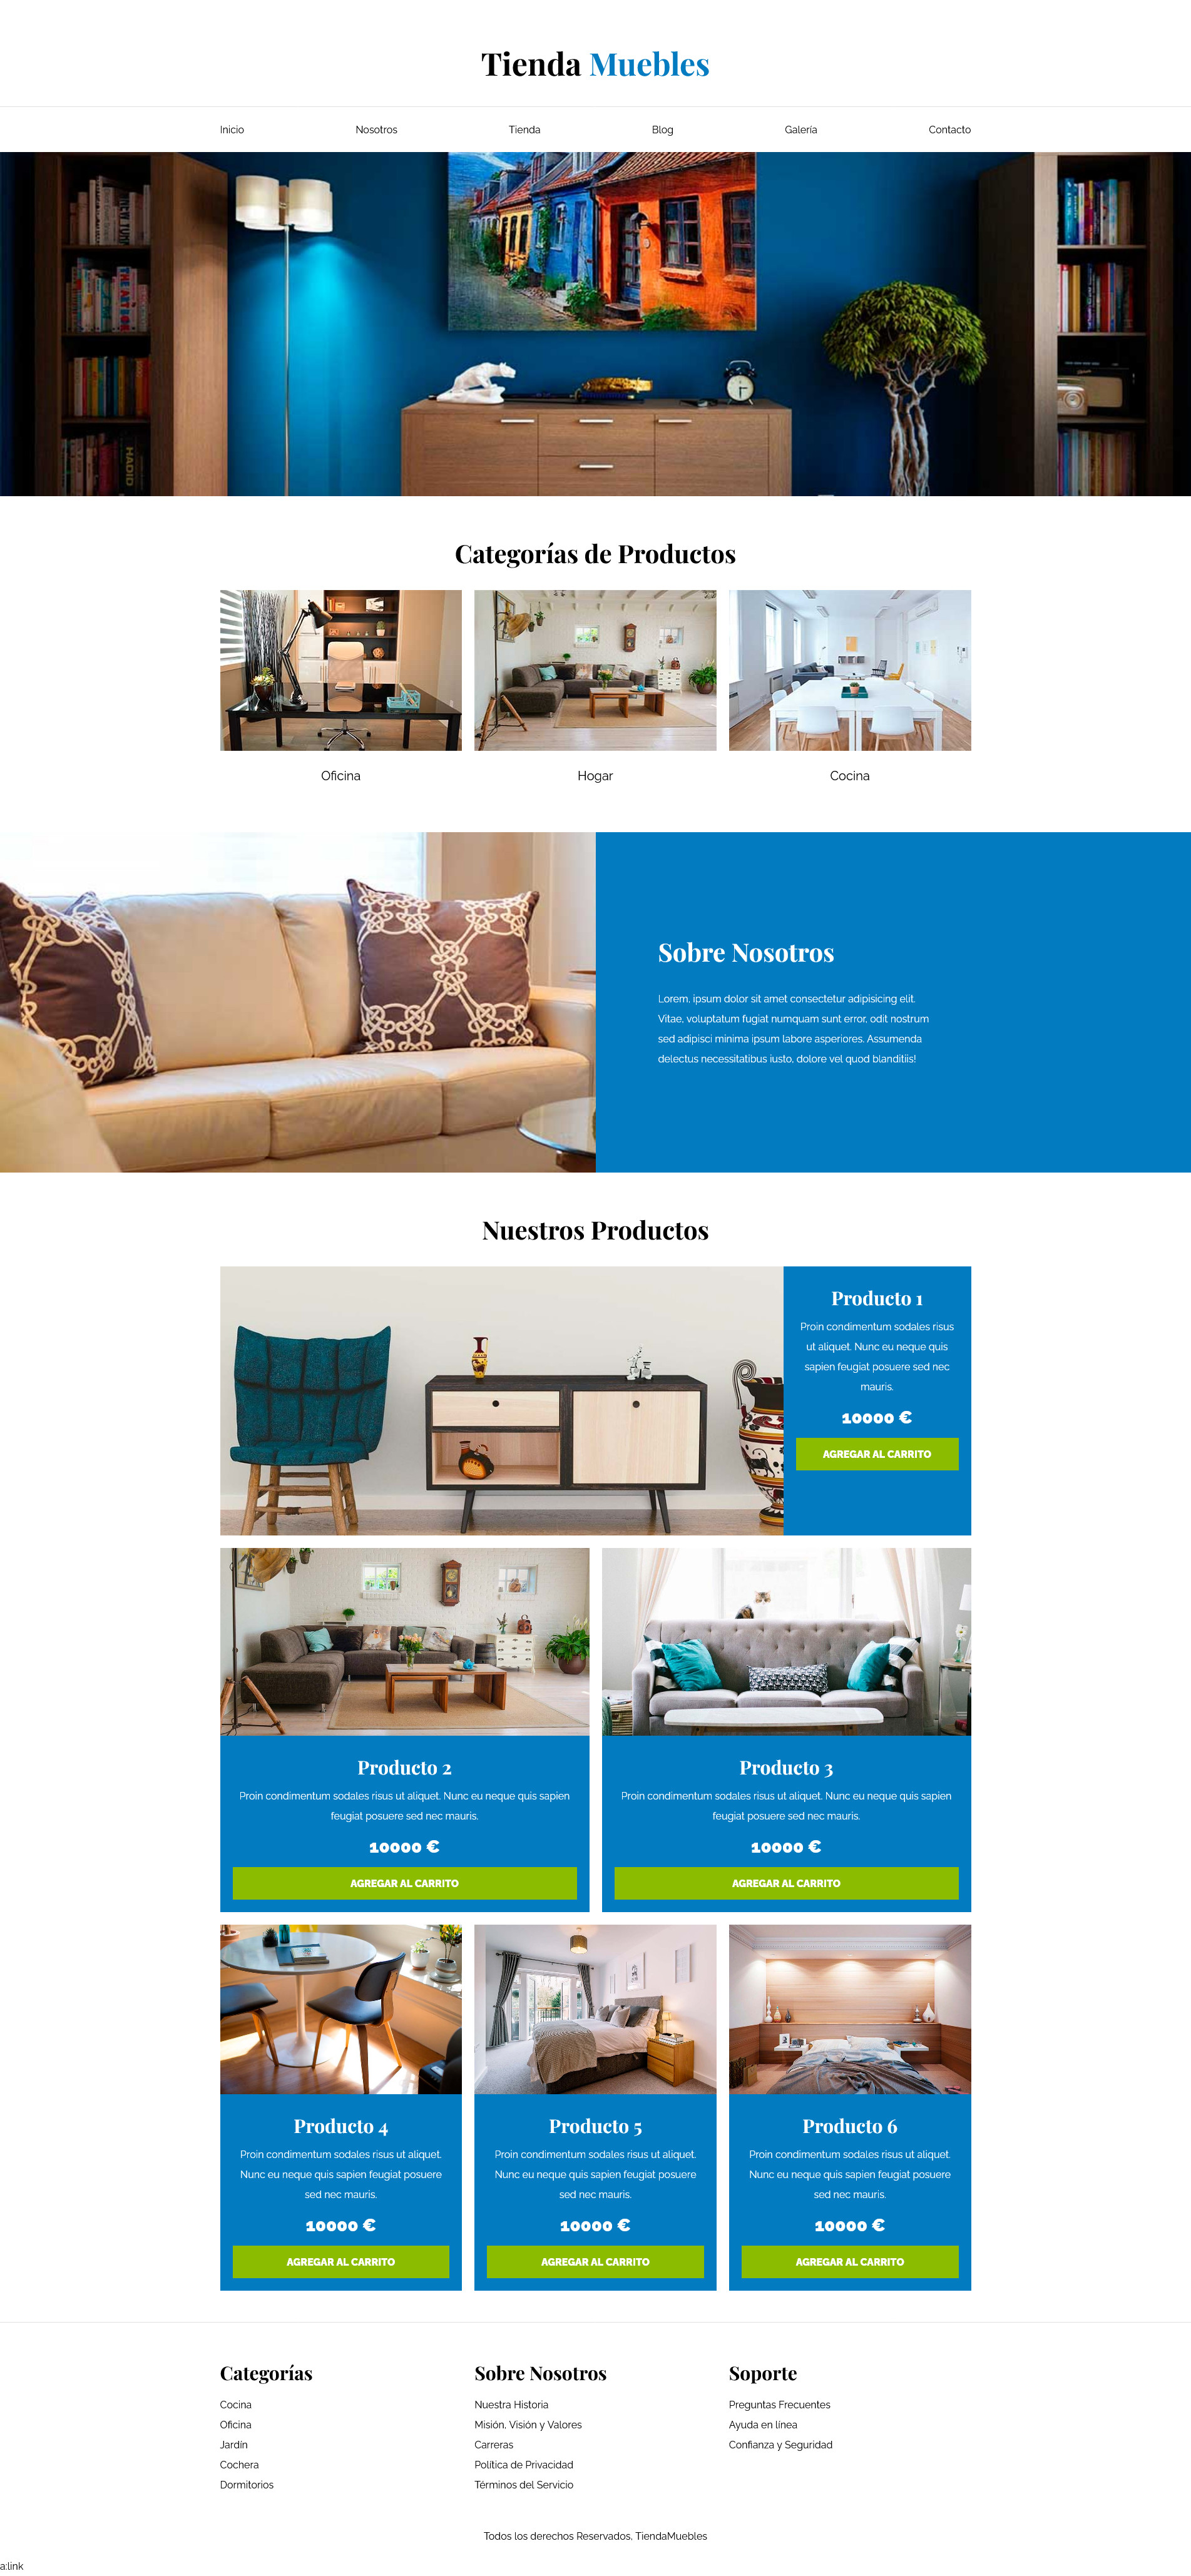 Tienda Muebles
Inicio Nosotros Tienda Blog Galería Contacto
Categorías de Productos
Oficina Hogar Cocina
Sobre Nosotros
Lorem, ipsum dolor sit amet consectetur adipisicing elit.
Vitae, voluptatum fugiat numquam sunt error, odit nostrum
sed adipisci minima ipsum labore asperiores. Assumenda
delectus necessitatibus iusto, dolore vel quod blanditiis!
Nuestros Productos
Producto 1
Proin condimentum sodales risus
ut aliquet. Nunc eu neque quis
sapien feugiat posuere sed nec
mauris.
10000 €
AGREGAR AL CARRITO
Producto 2
Proin condimentum sodales risus ut aliquet. Nunc eu neque quis sapien
feugiat posuere sed nec mauris.
10000 €
AGREGAR AL CARRITO
Producto 3
Proin condimentum sodales risus ut aliquet. Nunc eu neque quis sapien
feugiat posuere sed nec mauris.
10000 €
AGREGAR AL CARRITO
Producto 4
Proin condimentum sodales risus ut aliquet.
Nunc eu neque quis sapien feugiat posuere
sed nec mauris.
10000 €
AGREGAR AL CARRITO
Producto 5
Proin condimentum sodales risus ut aliquet.
Nunc eu neque quis sapien feugiat posuere
sed nec mauris.
10000 €
AGREGAR AL CARRITO
Producto 6
Proin condimentum sodales risus ut aliquet.
Nunc eu neque quis sapien feugiat posuere
sed nec mauris.
10000 €
AGREGAR AL CARRITO
Categorías
Cocina
Oficina
Jardín
Cochera
Dormitorios
Sobre Nosotros
Nuestra Historia
Misión, Visión y Valores
Carreras
Política de Privacidad
Términos del Servicio
Soporte
Preguntas Frecuentes
Ayuda en línea
Confianza y Seguridad
Todos los derechos Reservados, TiendaMuebles
a:link